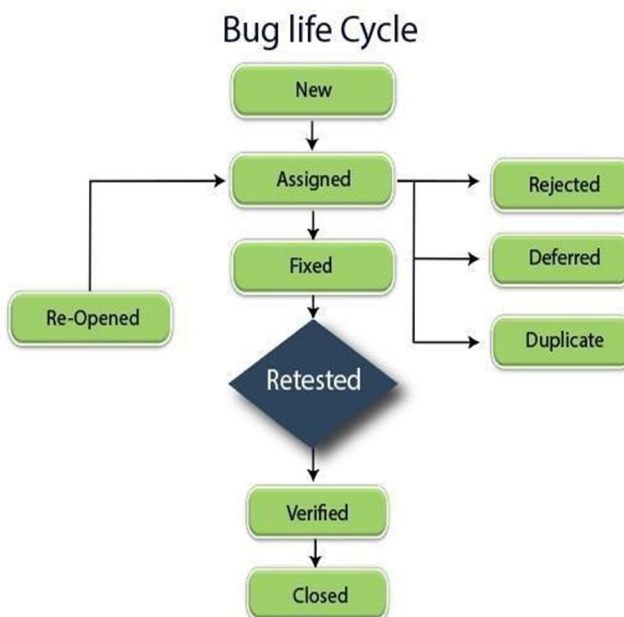 Bug life Cycle
New
Assigned
Rejected
Fixed
Deferred
Re-Opened
Duplicate
Retested
Verified
Closed